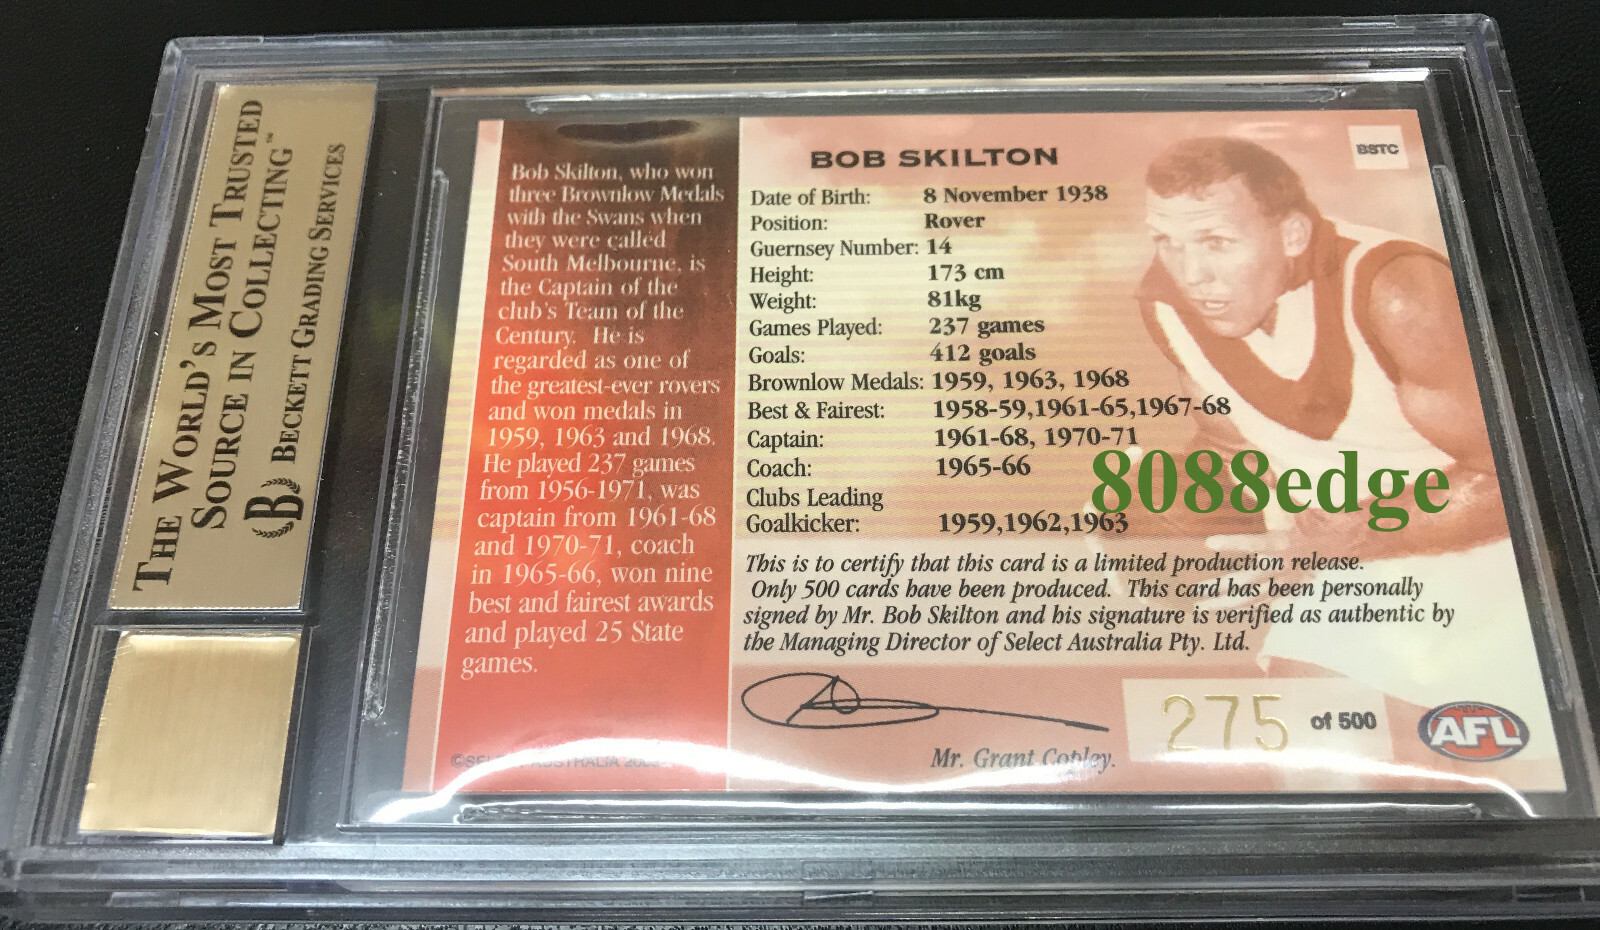 THE WORLD'S MOST TRUSTED
SOURCE IN COLLECTING™
B BECKETT GRADING SERVICES
Bob Skilton, who won
three Brownlow Medals
with the Swans when
they were called
South Melbourne, is
the Captain of the
club's Team of the
Century. He is
regarded as one of
the greatest-ever rovers
and won medals in
1959, 1963 and 1968.
He played 237 games
from 1956-1971, was
captain from 1961-68
and 1970-71, coach
in 1965-66, won nine
best and fairest awards
and played 25 State
games.
AUSTRALIA
BOB SKILTON
BSTC
Date of Birth: 8 November 1938
Position: Rover
Guernsey Number: 14
Height: 173 cm
Weight: 81kg
Games Played: 237 games
Goals: 412 goals
Brownlow Medals: 1959, 1963, 1968
Best & Fairest: 1958-59,1961-65,1967-68
Captain: 1961-68, 1970-71
Coach: 1965-66
Clubs Leading
Goalkicker: 1959,1962,1963
8088edge
This is to certify that this card is a limited production release.
Only 500 cards have been produced. This card has been personally
signed by Mr. Bob Skilton and his signature is verified as authentic by
the Managing Director of Select Australia Pty. Ltd.
275 of 500
AFL
Mr. Grant Copley.